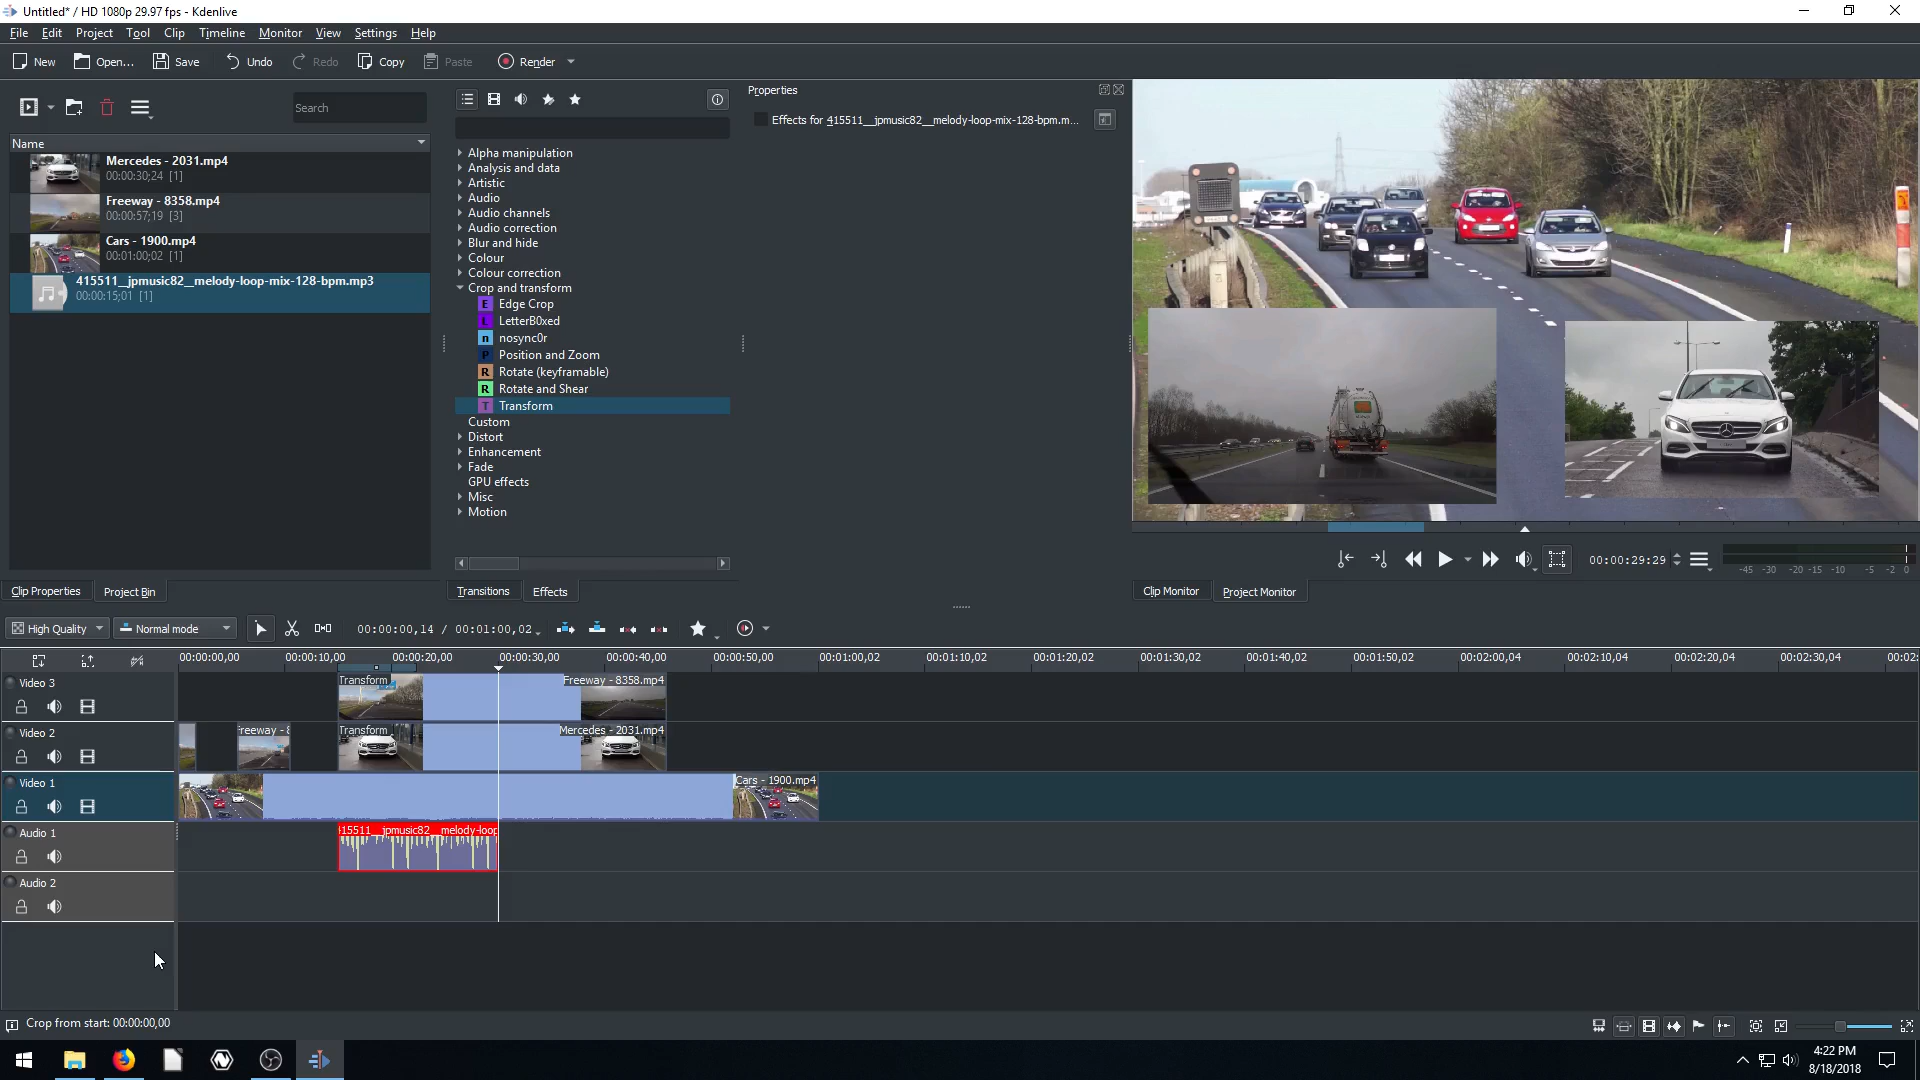 Untitled* / HD 1080p 29.97 fps - Kdenlive
File Edit Project Tool Clip Timeline Monitor View Settings Help
New Open... Save Undo Redo Copy Paste Render
Search
Name
Mercedes - 2031.mp4
00:00:30;24 [1]
Freeway - 8358.mp4
00:00:57;19 [3]
Cars - 1900.mp4
00:01:00;02 [1]
415511__jpmusic82__melody-loop-mix-128-bpm.mp3
00:00:15;01 [1]
Clip Properties Project Bin
Alpha manipulation
Analysis and data
Artistic
Audio
Audio channels
Audio correction
Blur and hide
Colour
Colour correction
Crop and transform
E Edge Crop
L LetterB0xed
n nosync0r
P Position and Zoom
R Rotate (keyframable)
R Rotate and Shear
T Transform
Custom
Distort
Enhancement
Fade
GPU effects
Misc
Motion
Transitions Effects
Properties
Effects for 415511__jpmusic82__melody-loop-mix-128-bpm.m...
00:00:29:29
-45 -30 -20 -15 -10 -5 -2 0
Clip Monitor Project Monitor
High Quality Normal mode 00:00:00,14 / 00:01:00,02
00:00:00,00 00:00:10,00 00:00:20,00 00:00:30,00 00:00:40,00 00:00:50,00 00:01:00,02 00:01:10,02 00:01:20,02 00:01:30,02 00:01:40,02 00:01:50,02 00:02:00,04 00:02:10,04 00:02:20,04 00:02:30,04 00:02:
Video 3
Transform Freeway - 8358.mp4
Video 2
Freeway - 8 Transform Mercedes - 2031.mp4
Video 1
Cars - 1900.mp4
Audio 1
415511__jpmusic82__melody-loop
Audio 2
Crop from start: 00:00:00,00
4:22 PM
8/18/2018